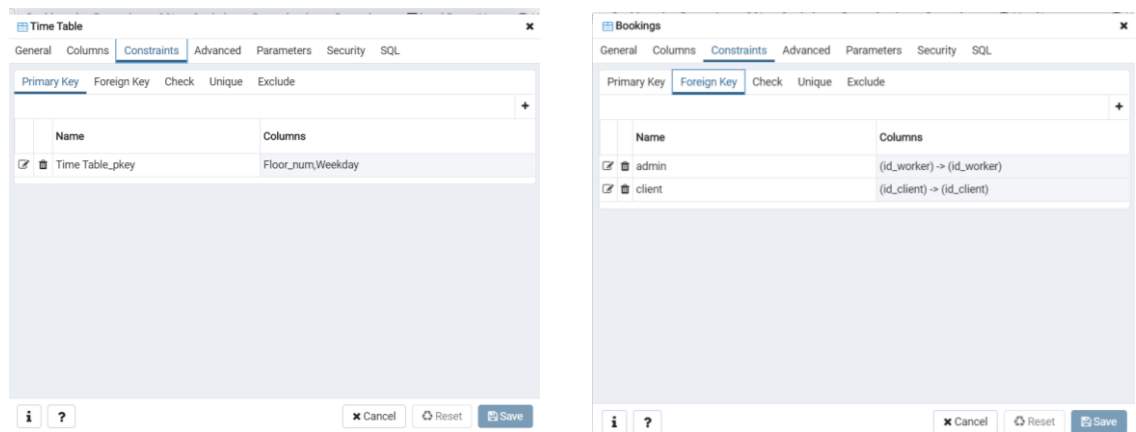 Time Table
General Columns Constraints Advanced Parameters Security SQL
Primary Key Foreign Key Check Unique Exclude
Name Columns
Time Table_pkey Floor_num,Weekday
i ? Cancel Reset Save
Bookings
General Columns Constraints Advanced Parameters Security SQL
Primary Key Foreign Key Check Unique Exclude
Name Columns
admin (id_worker) -> (id_worker)
client (id_client) -> (id_client)
i ? Cancel Reset Save